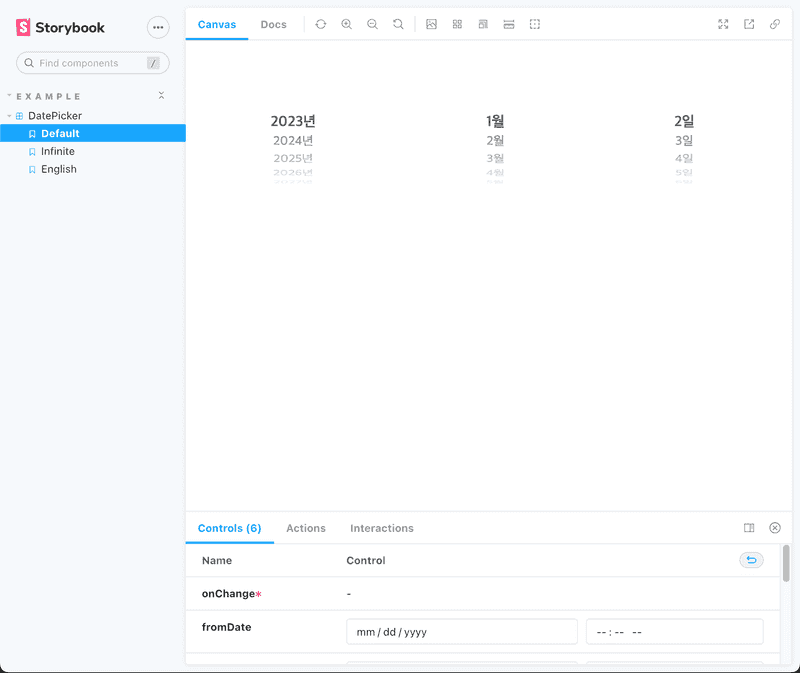 Storybook
Find components /
EXAMPLE
DatePicker
Default
Infinite
English
Canvas Docs
2023년 1월 2일
2024년 2월 3일
2025년 3월 4일
2026년 4월 5일
Controls (6) Actions Interactions
Name Control
onChange* -
fromDate mm / dd / yyyy -- : -- --